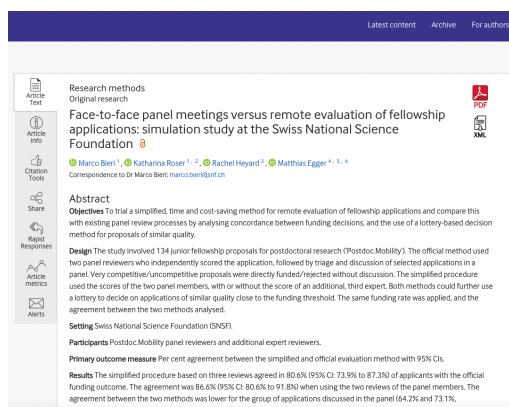 Latest content Archive For authors
Article
Text
Article
info
Citation
Tools
Share
Rapid
Responses
Article
metrics
Alerts
Research methods
Original research
Face-to-face panel meetings versus remote evaluation of fellowship
applications: simulation study at the Swiss National Science
Foundation
Marco Bieri 1, Katharina Roser 1, 2, Rachel Heyard 3, Matthias Egger 4, 5, 6
Correspondence to Dr Marco Bieri; marco.bieri@snf.ch
PDF
XML
Abstract
Objectives To trial a simplified, time and cost-saving method for remote evaluation of fellowship applications and compare this
with existing panel review processes by analysing concordance between funding decisions, and the use of a lottery-based decision
method for proposals of similar quality.
Design The study involved 134 junior fellowship proposals for postdoctoral research ('Postdoc.Mobility'). The official method used
two panel reviewers who independently scored the application, followed by triage and discussion of selected applications in a
panel. Very competitive/uncompetitive proposals were directly funded/rejected without discussion. The simplified procedure
used the scores of the two panel members, with or without the score of an additional, third expert. Both methods could further use
a lottery to decide on applications of similar quality close to the funding threshold. The same funding rate was applied, and the
agreement between the two methods analysed.
Setting Swiss National Science Foundation (SNSF).
Participants Postdoc.Mobility panel reviewers and additional expert reviewers.
Primary outcome measure Per cent agreement between the simplified and official evaluation method with 95% CIs.
Results The simplified procedure based on three reviews agreed in 80.6% (95% CI: 73.9% to 87.3%) of applicants with the official
funding outcome. The agreement was 86.6% (95% CI: 80.6% to 91.8%) when using the two reviews of the panel members. The
agreement between the two methods was lower for the group of applications discussed in the panel (64.2% and 73.1%,